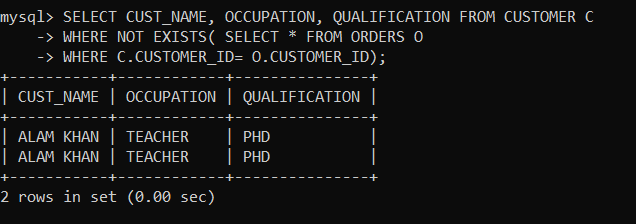 mysql> SELECT CUST_NAME, OCCUPATION, QUALIFICATION FROM CUSTOMER C
    -> WHERE NOT EXISTS( SELECT * FROM ORDERS O
    -> WHERE C.CUSTOMER_ID= O.CUSTOMER_ID);
+-----------+------------+---------------+
| CUST_NAME | OCCUPATION | QUALIFICATION |
+-----------+------------+---------------+
| ALAM KHAN | TEACHER    | PHD           |
| ALAM KHAN | TEACHER    | PHD           |
+-----------+------------+---------------+
2 rows in set (0.00 sec)